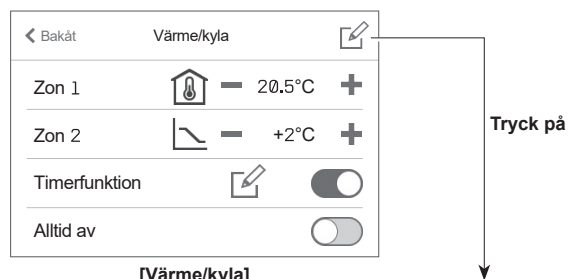 Bakåt Värme/kyla
Zon 1 20.5°C
Zon 2 +2°C
Tryck på
Timerfunktion
Alltid av
[Värme/kyla]